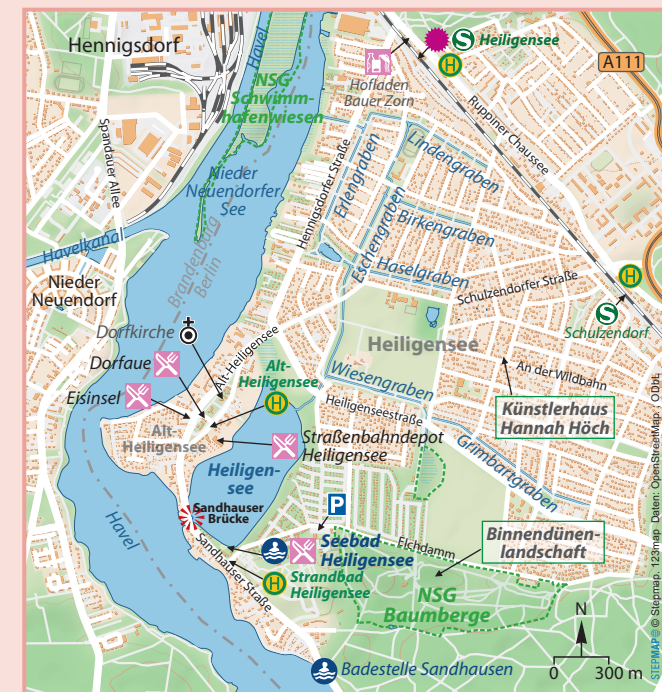 Hennigsdorf
Havel
NSG
Schwimm-
hafenwiesen
Hofladen
Bauer Zorn
S
Heiligensee
H
A111
Ruppiner Chaussee
Spandauer Allee
Nieder
Neuendorfer
See
Hennigsdorfer Straße
Erlengraben
Lindengraben
Eschengraben
Birkengraben
Haselgraben
Havelkanal
Brandenburg
Berlin
Nieder
Neuendorf
Schulzendorfer Straße
H
S
Schulzendorf
Dorfkirche
Dorfaue
Eisinsel
Alt-Heiligensee
Alt-
Heiligensee
H
Heiligensee
Wiesengraben
An der Wildbahn
Künstlerhaus
Hannah Höch
Heiligenseestraße
Grimbartgraben
Alt-
Heiligensee
Straßenbahndepot
Heiligensee
Heiligen-
see
Sandhauser
Brücke
P
Havel
Sandhauser Straße
Seebad
Heiligensee
Elchdamm
Binnendünen-
landschaft
H
Strandbad
Heiligensee
NSG
Baumberge
N
0 300 m
Badestelle Sandhausen
STEPMAP © Stepmap, 123map Daten: OpenStreetMap, ODbL